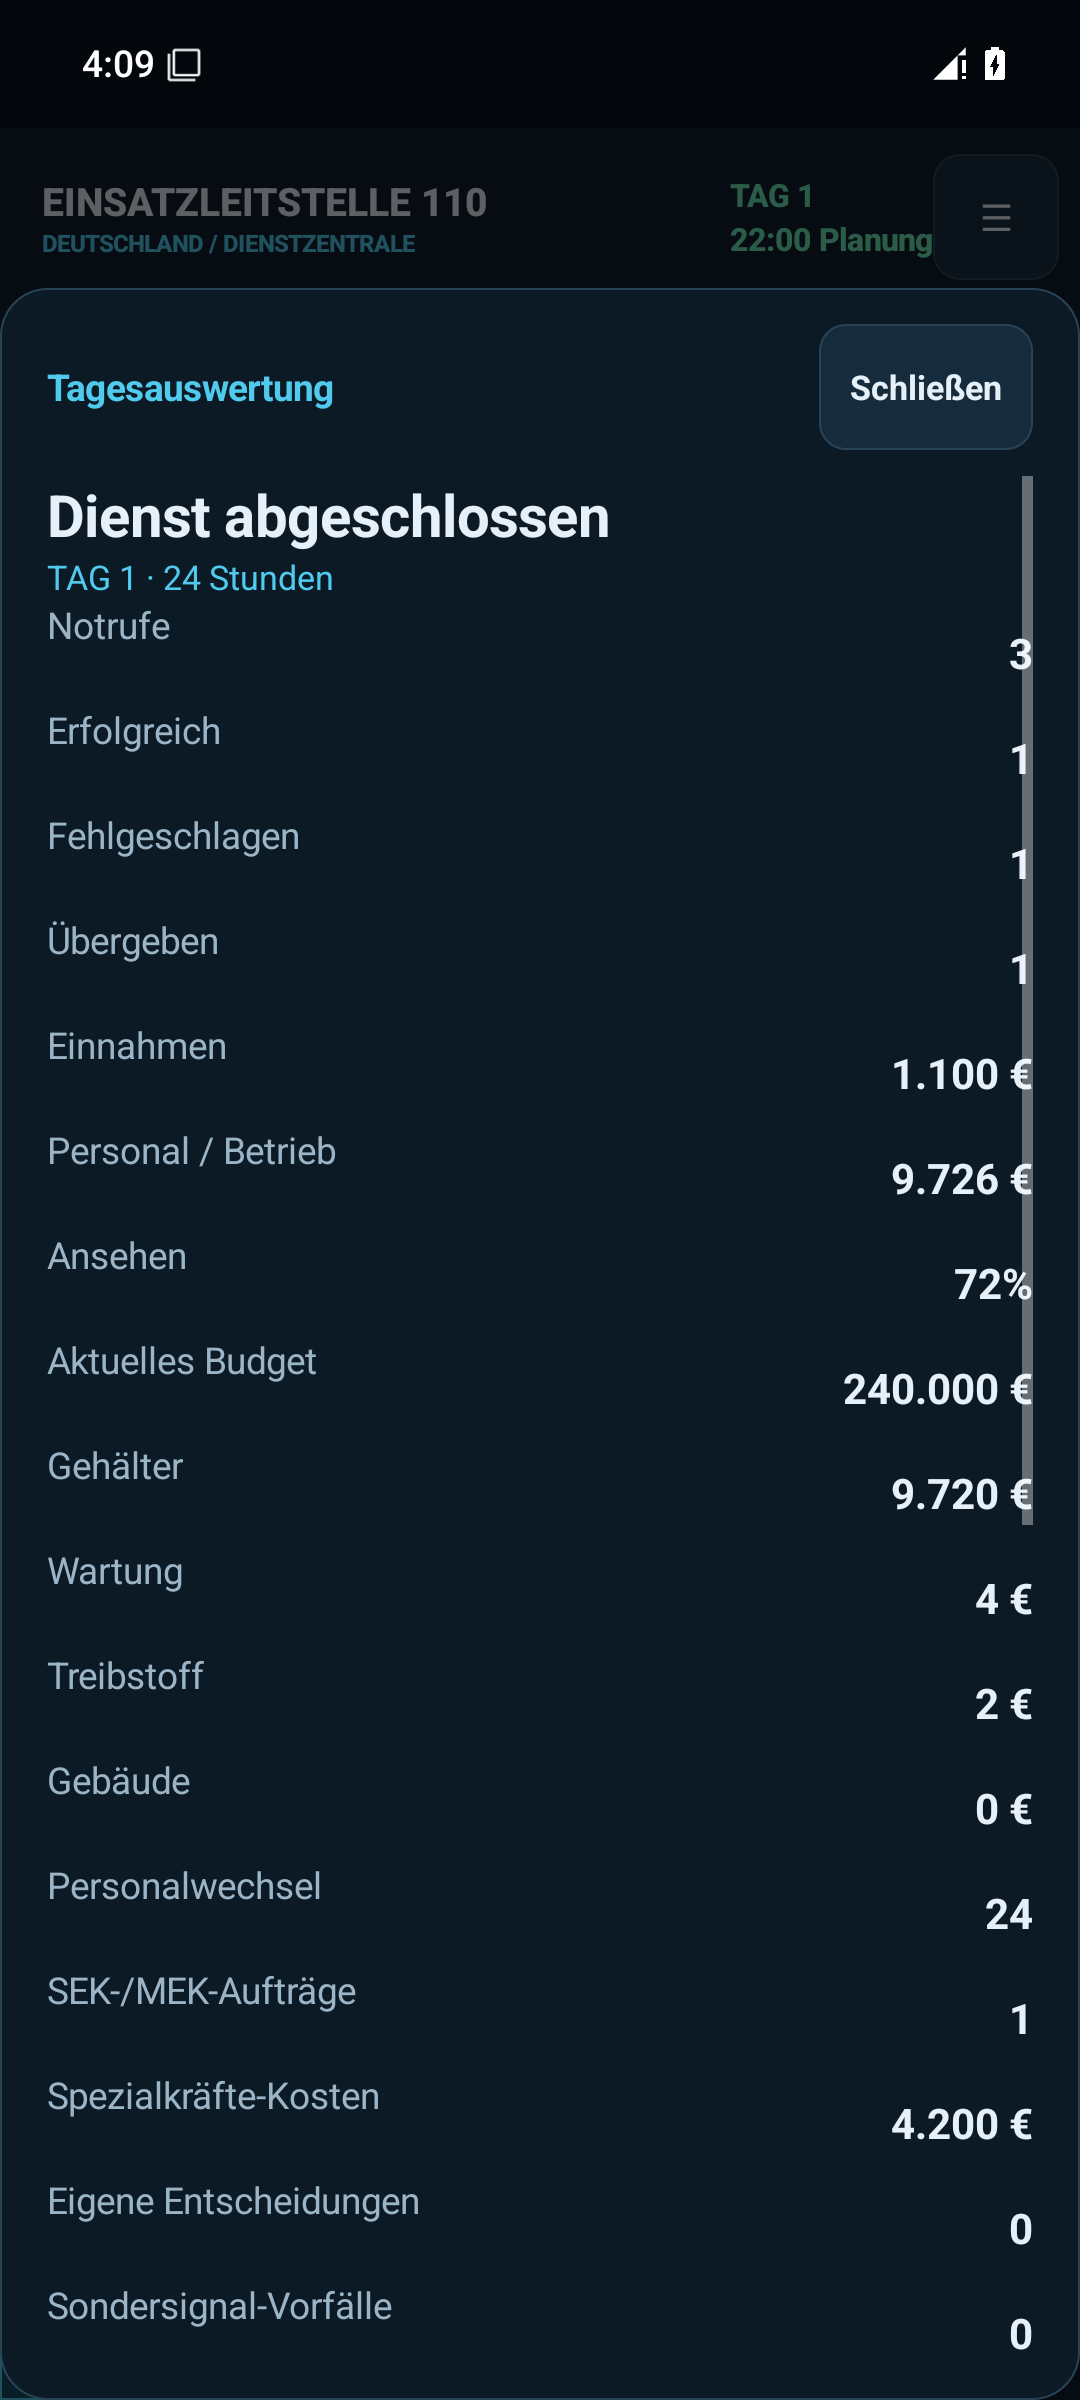 4:09
EINSATZLEITSTELLE 110
DEUTSCHLAND / DIENSTZENTRALE
TAG 1
22:00 Planung
Tagesauswertung
Schließen
Dienst abgeschlossen
TAG 1 · 24 Stunden
Notrufe
3
Erfolgreich
1
Fehlgeschlagen
1
Übergeben
1
Einnahmen
1.100 €
Personal / Betrieb
9.726 €
Ansehen
72%
Aktuelles Budget
240.000 €
Gehälter
9.720 €
Wartung
4 €
Treibstoff
2 €
Gebäude
0 €
Personalwechsel
24
SEK-/MEK-Aufträge
1
Spezialkräfte-Kosten
4.200 €
Eigene Entscheidungen
0
Sondersignal-Vorfälle
0